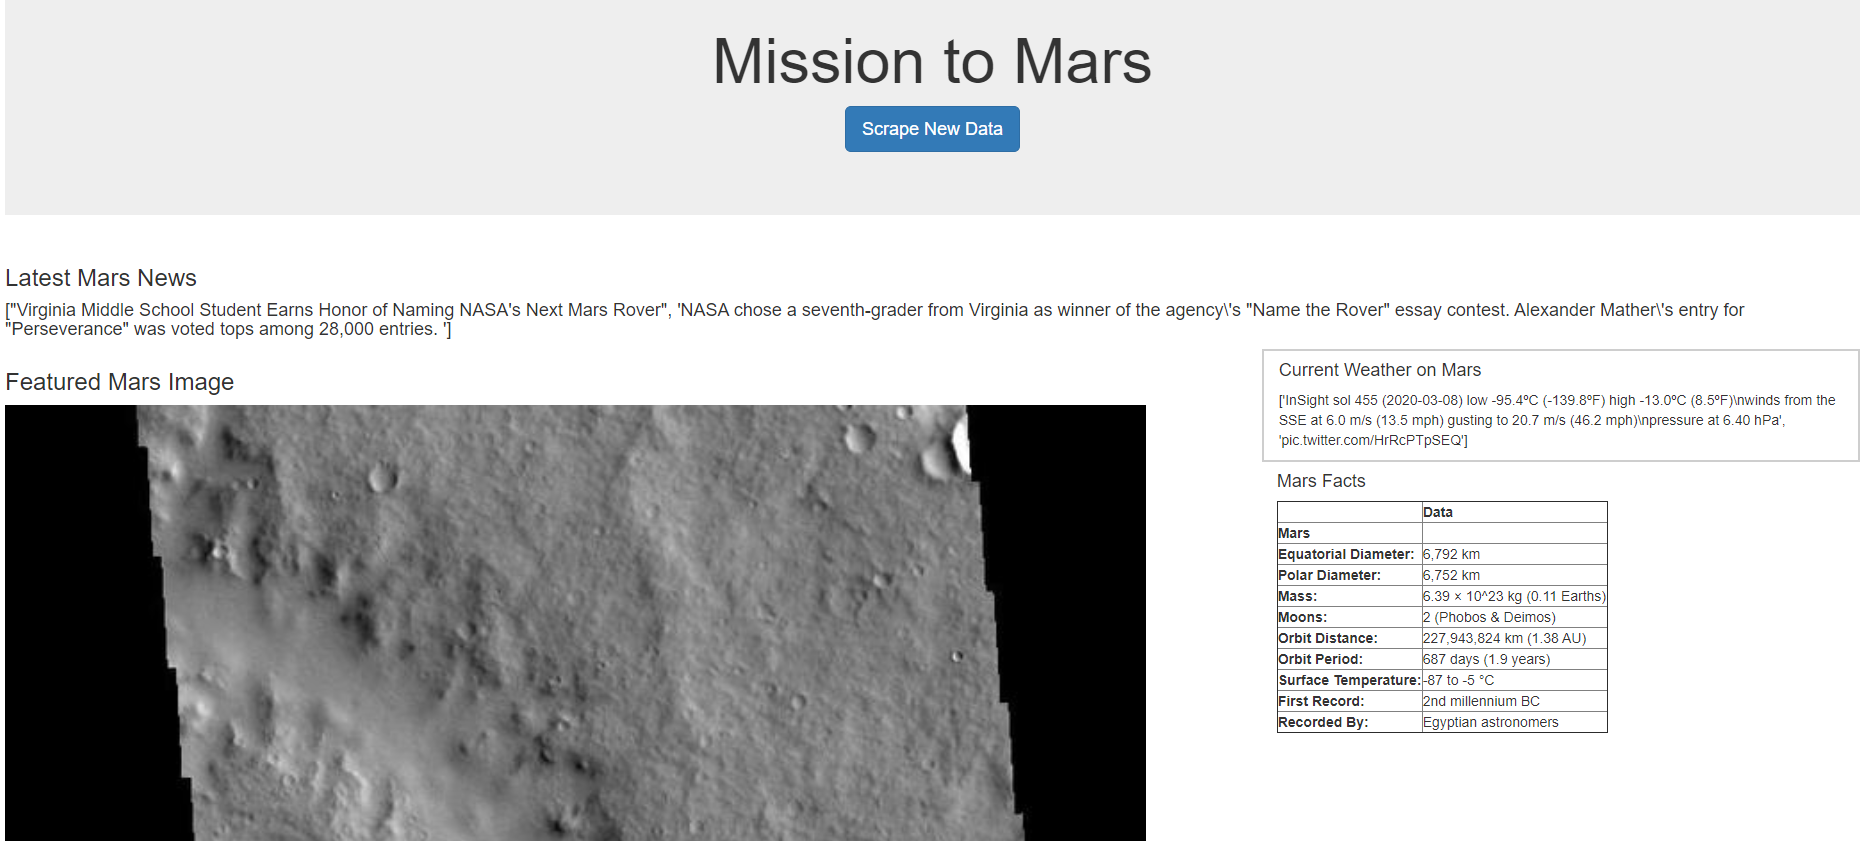 Mission to Mars
Scrape New Data
Latest Mars News
["Virginia Middle School Student Earns Honor of Naming NASA's Next Mars Rover", 'NASA chose a seventh-grader from Virginia as winner of the agency\'s "Name the Rover" essay contest. Alexander Mather\'s entry for
"Perseverance" was voted tops among 28,000 entries. ']
Featured Mars Image
Current Weather on Mars
['InSight sol 455 (2020-03-08) low -95.4ºC (-139.8ºF) high -13.0ºC (8.5ºF)\nwinds from the
SSE at 6.0 m/s (13.5 mph) gusting to 20.7 m/s (46.2 mph)\npressure at 6.40 hPa',
'pic.twitter.com/HrRcPTpSEQ']
Mars Facts
Data
Mars
Equatorial Diameter: 6,792 km
Polar Diameter: 6,752 km
Mass: 6.39 × 10^23 kg (0.11 Earths)
Moons: 2 (Phobos & Deimos)
Orbit Distance: 227,943,824 km (1.38 AU)
Orbit Period: 687 days (1.9 years)
Surface Temperature: -87 to -5 °C
First Record: 2nd millennium BC
Recorded By: Egyptian astronomers